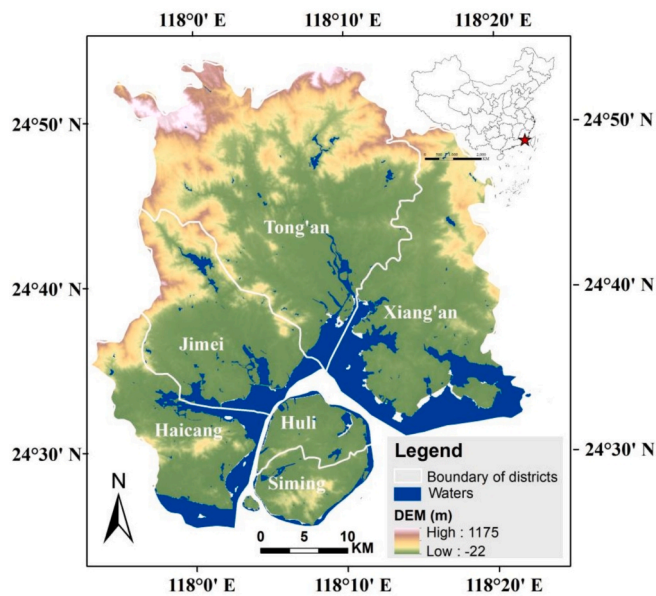 118°0' E
118°10' E
118°20' E
24°50' N
24°50' N
Tong'an
24°40' N
24°40' N
Xiang'an
Jimei
Huli
Haicang
24°30' N
24°30' N
Siming
Legend
Boundary of districts
Waters
DEM (m)
High : 1175
Low : -22
N
0 5 10
KM
118°0' E
118°10' E
118°20' E